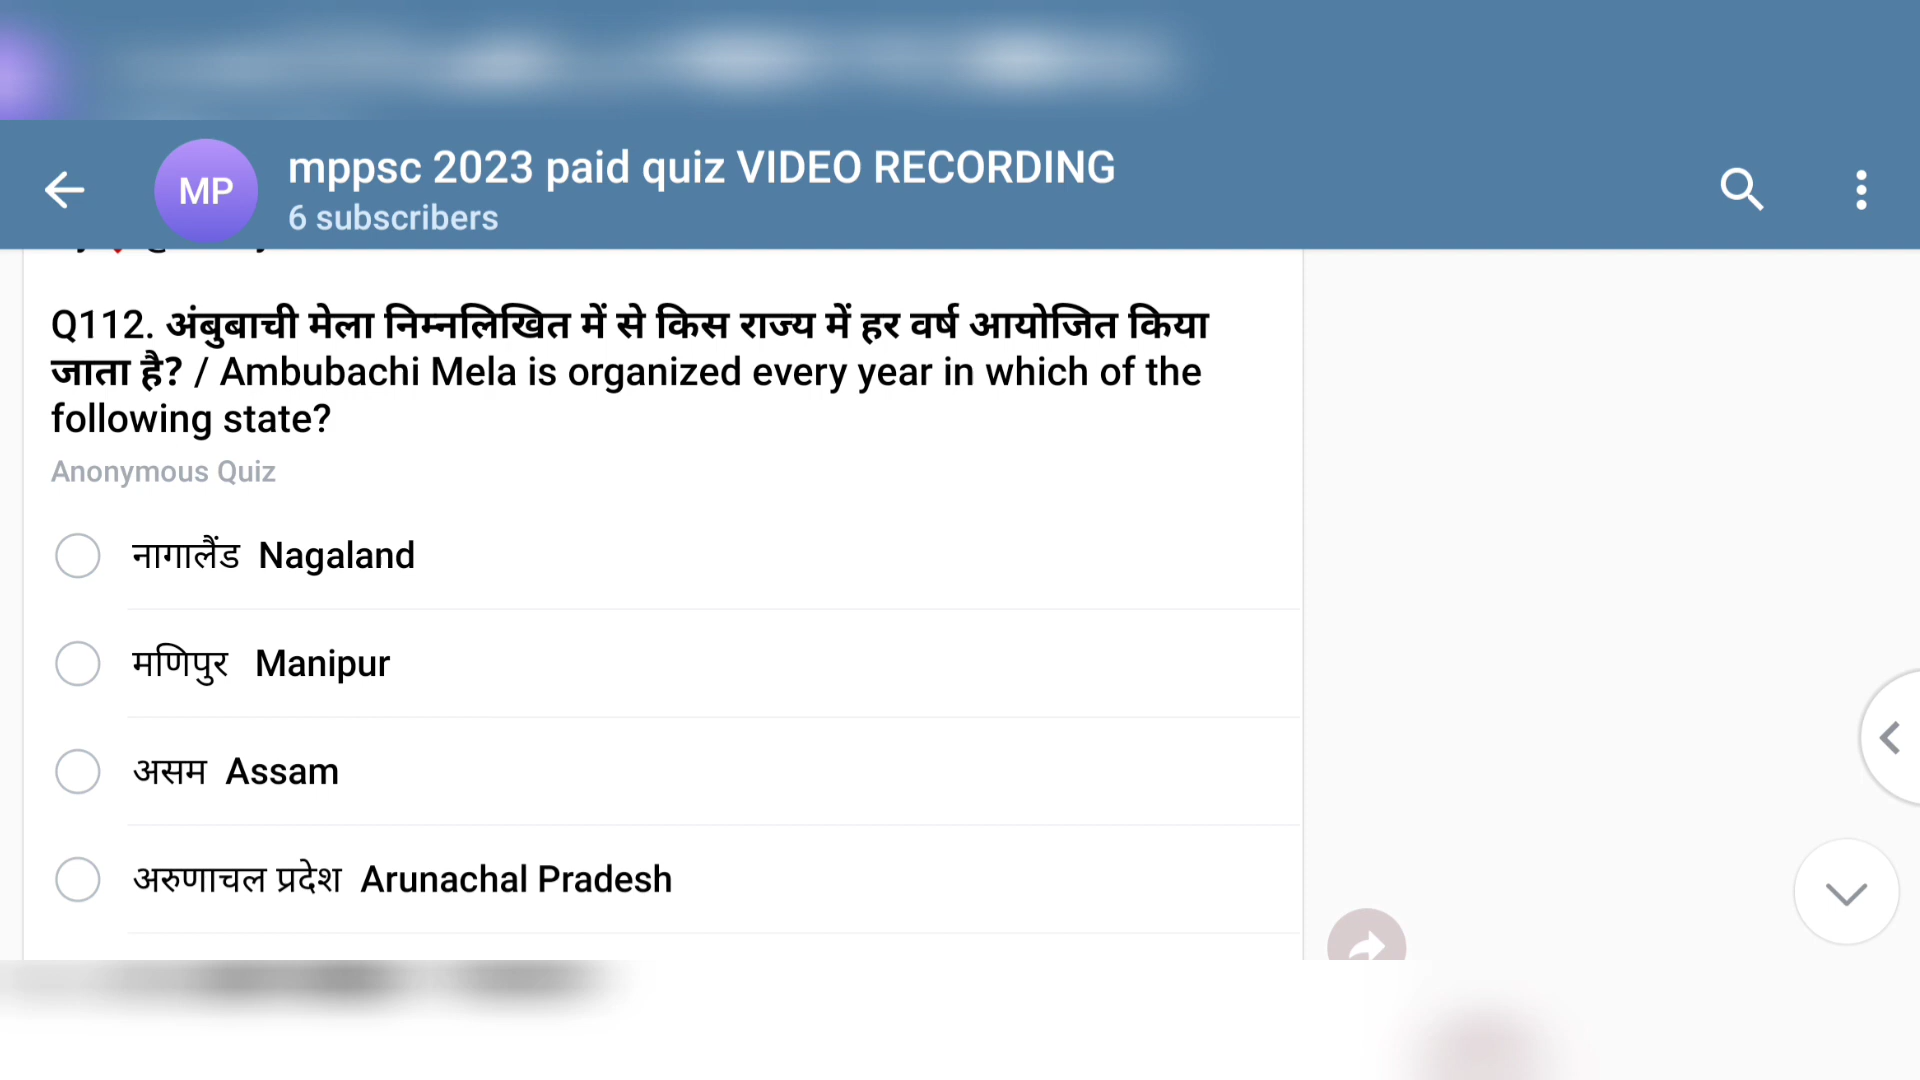 MP
mppsc 2023 paid quiz VIDEO RECORDING
6 subscribers
Q112. अंबुबाची मेला निम्नलिखित में से किस राज्य में हर वर्ष आयोजित किया
जाता है? / Ambubachi Mela is organized every year in which of the
following state?
Anonymous Quiz
नागालैंड Nagaland
मणिपुर Manipur
असम Assam
अरुणाचल प्रदेश Arunachal Pradesh